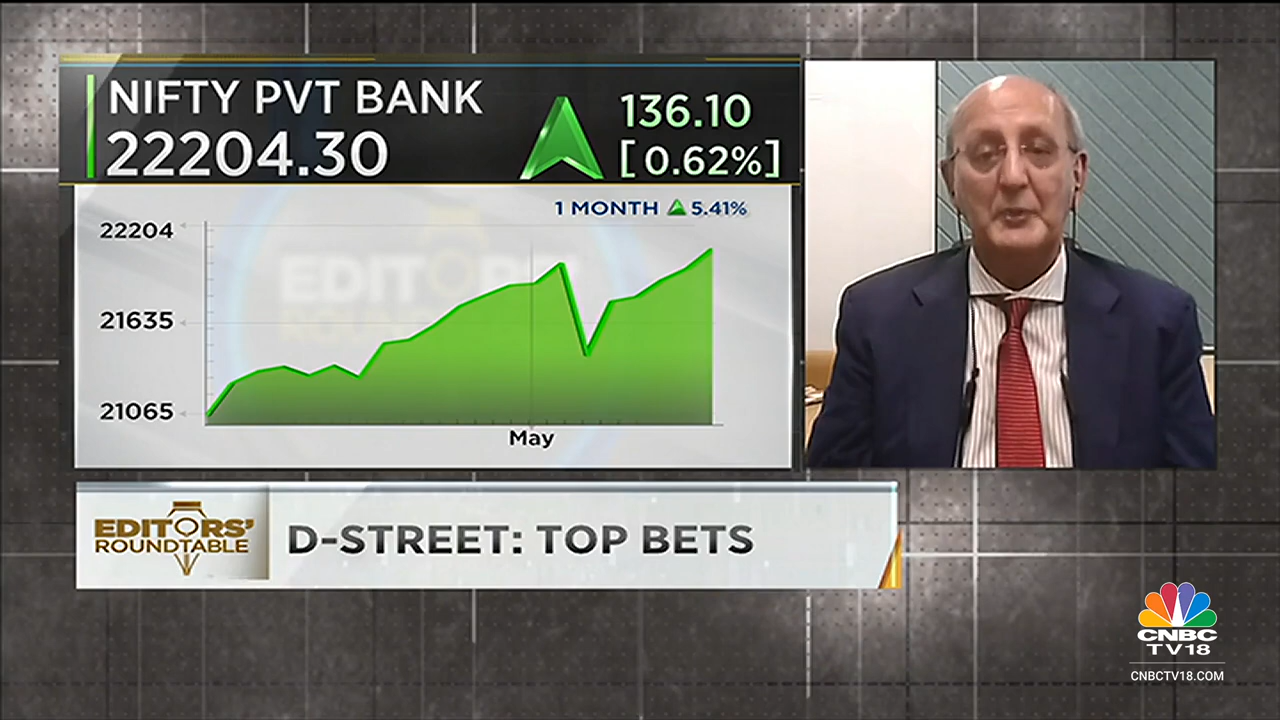 NIFTY PVT BANK
22204.30
136.10
[0.62%]
1 MONTH 5.41%
22204
21635
21065
May
EDITORS'
ROUNDTABLE
D-STREET: TOP BETS
CNBC
TV18
CNBCTV18.COM